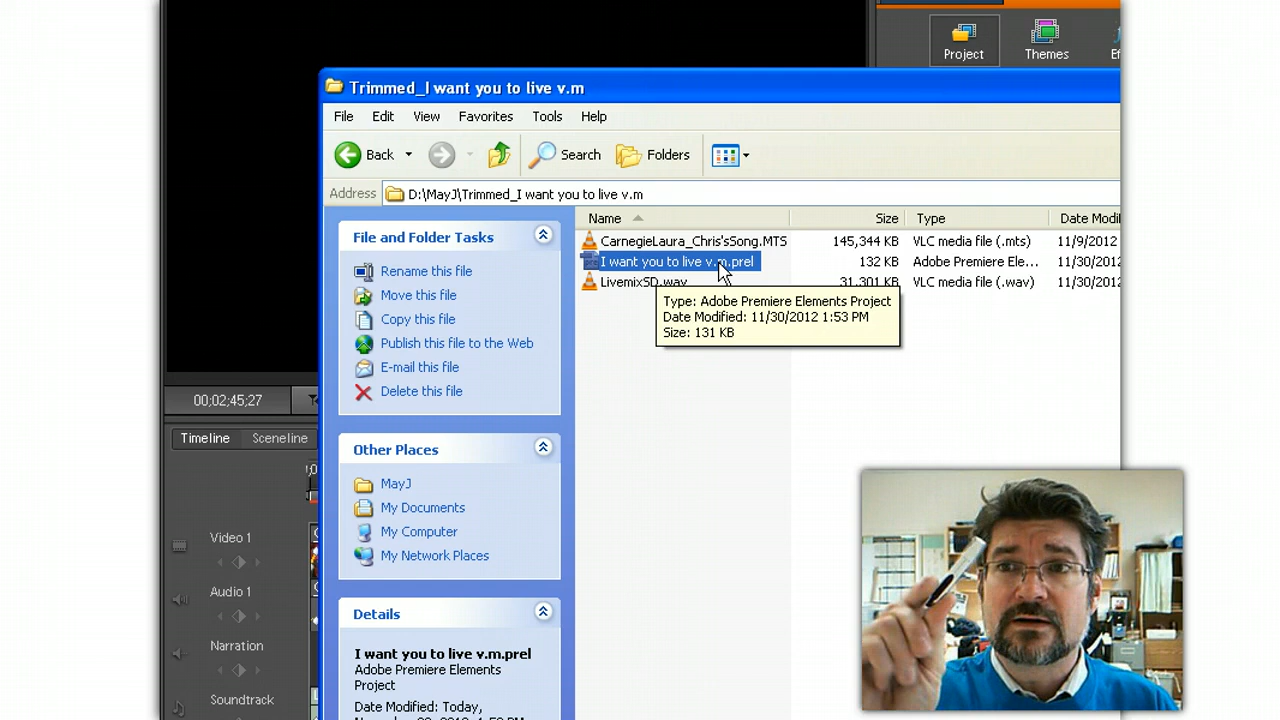 Project
Themes
Trimmed_I want you to live v.m
File Edit View Favorites Tools Help
Back Search Folders
Address D:\MayJ\Trimmed_I want you to live v.m
File and Folder Tasks
Rename this file
Move this file
Copy this file
Publish this file to the Web
E-mail this file
Delete this file
Other Places
MayJ
My Documents
My Computer
My Network Places
Details
I want you to live v.m.prel
Adobe Premiere Elements
Project
Date Modified: Today,
Name Size Type Date Modi
CarnegieLaura_Chris'sSong.MTS 145,344 KB VLC media file (.mts) 11/9/2012
I want you to live v.m.prel 132 KB Adobe Premiere Ele... 11/30/2012
LivemixSD.wav 31,301 KB VLC media file (.wav) 11/30/2012
Type: Adobe Premiere Elements Project
Date Modified: 11/30/2012 1:53 PM
Size: 131 KB
00;02;45;27
Timeline Sceneline
Video 1
Audio 1
Narration
Soundtrack